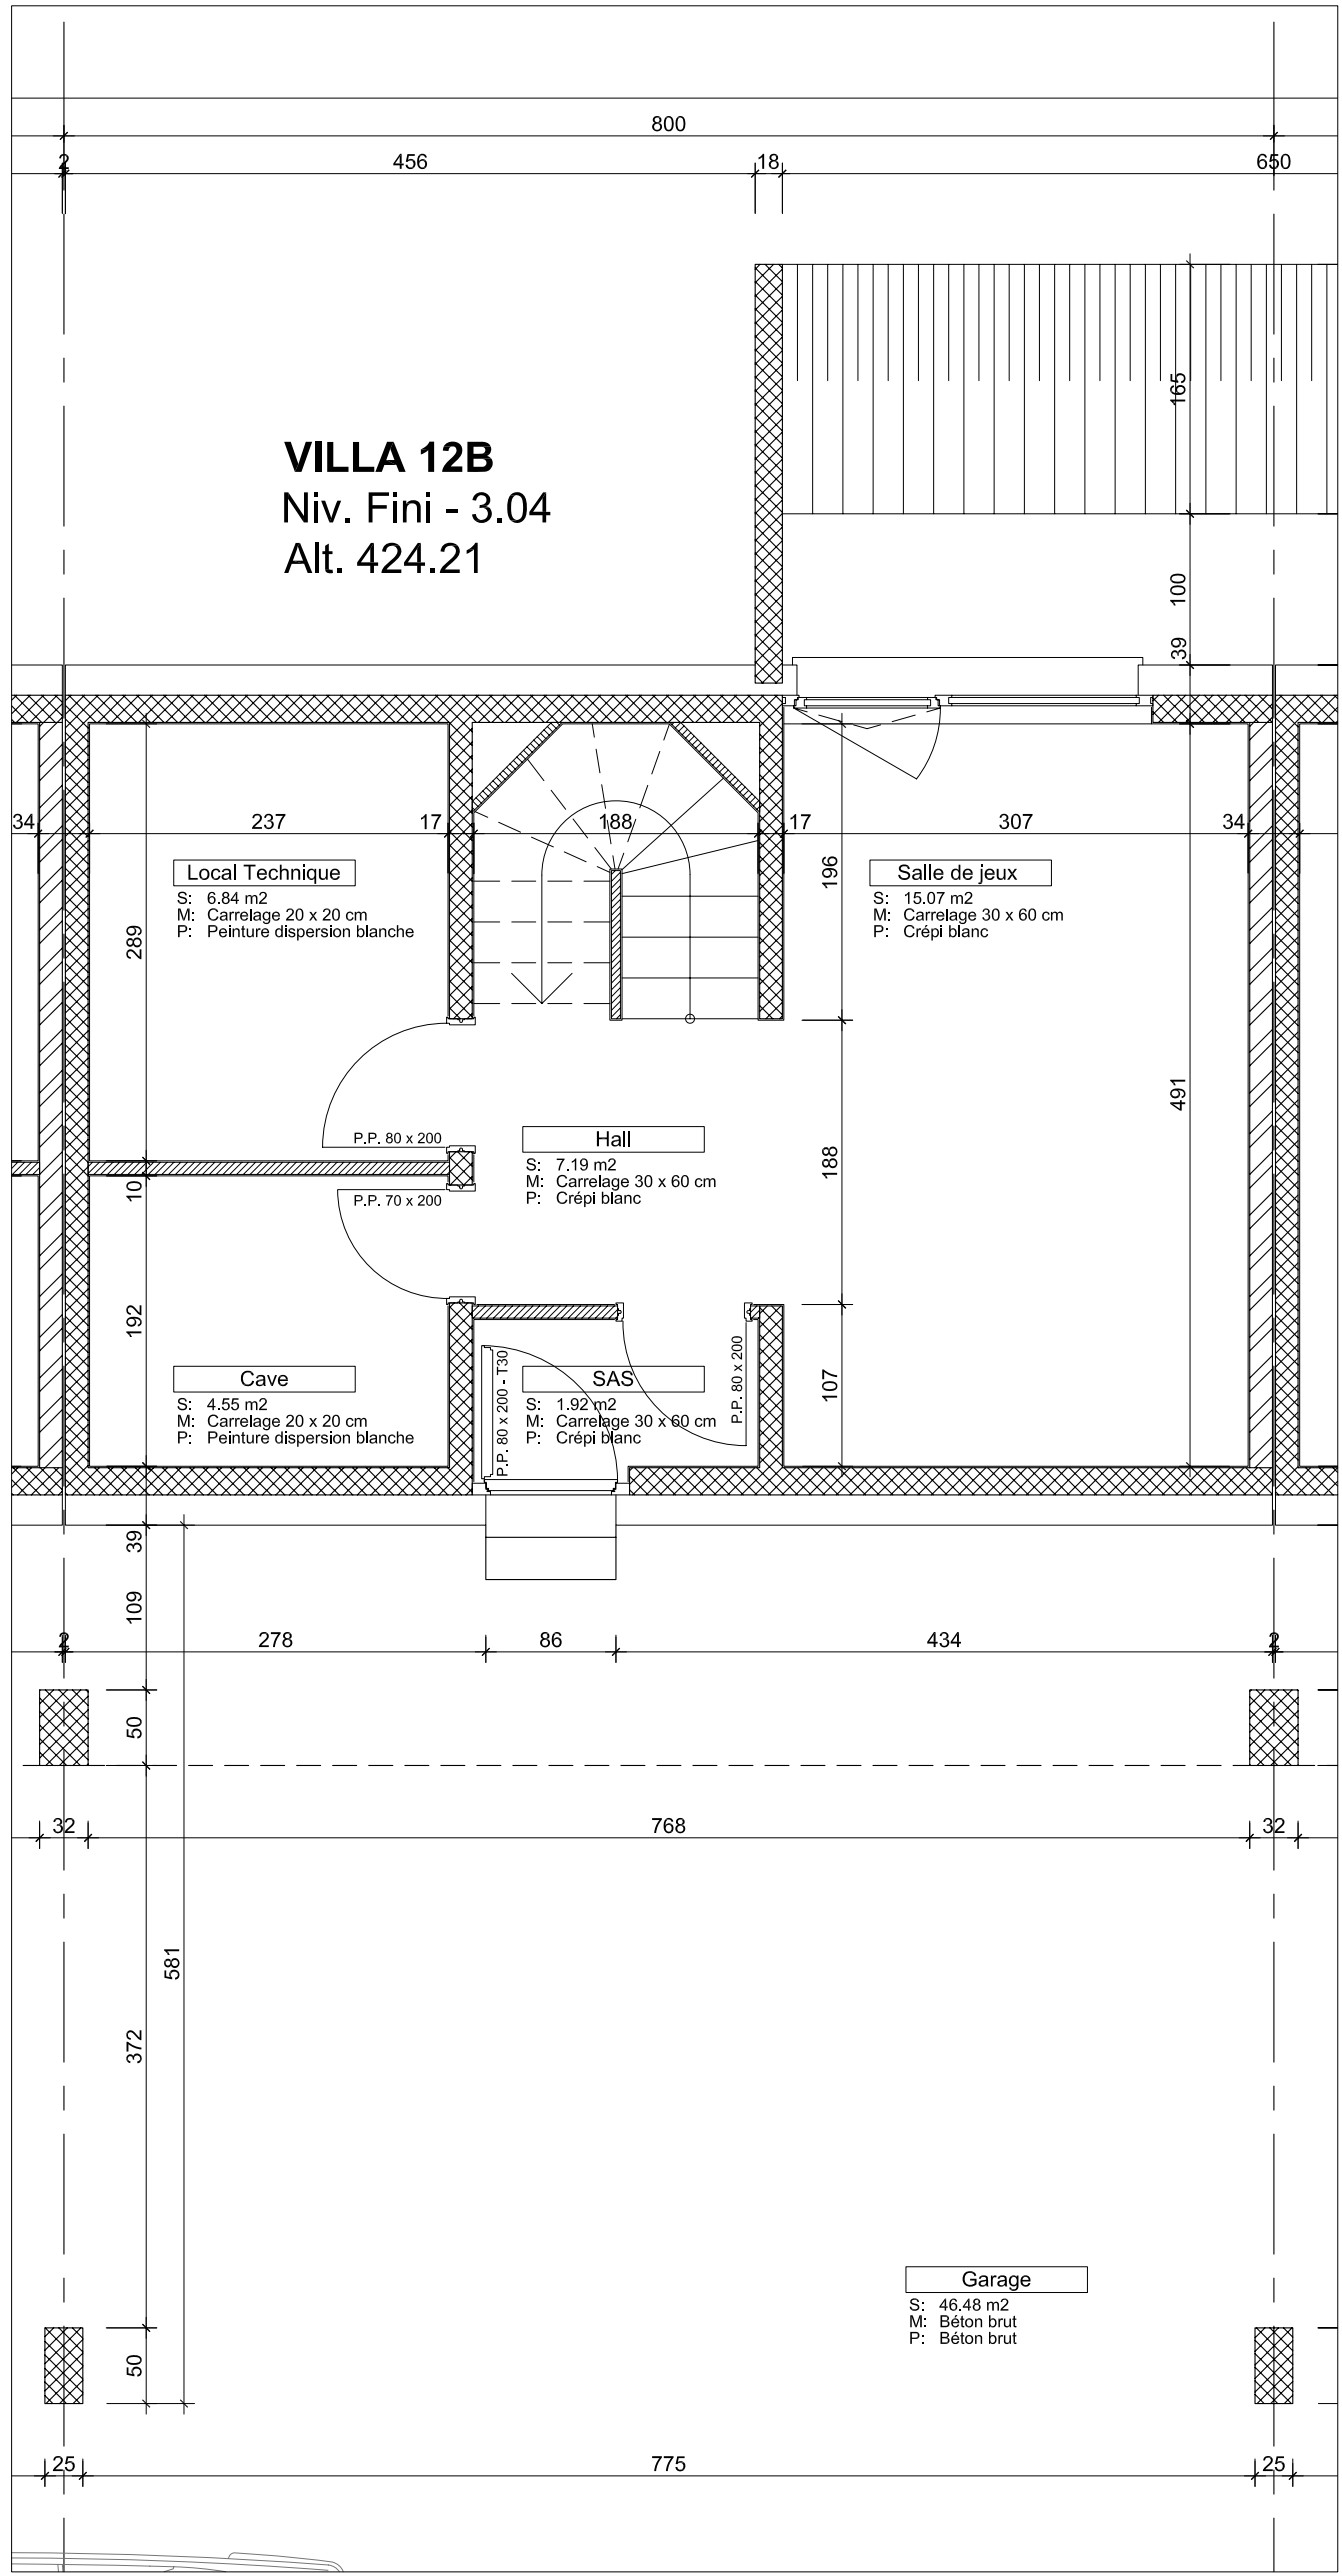 800
2
456
18
650
165
VILLA 12B
Niv. Fini - 3.04
Alt. 424.21
100
39
34
237
17
188
17
307
34
196
Local Technique
S: 6.84 m2
M: Carrelage 20 x 20 cm
P: Peinture dispersion blanche
Salle de jeux
S: 15.07 m2
M: Carrelage 30 x 60 cm
P: Crépi blanc
289
491
P.P. 80 x 200
Hall
S: 7.19 m2
M: Carrelage 30 x 60 cm
P: Crépi blanc
188
10
P.P. 70 x 200
192
Cave
S: 4.55 m2
M: Carrelage 20 x 20 cm
P: Peinture dispersion blanche
P.P. 80 x 200 - T30
SAS
S: 1.92 m2
M: Carrelage 30 x 60 cm
P: Crépi blanc
P.P. 80 x 200
107
39
109
2
278
86
434
2
50
32
768
32
581
372
Garage
S: 46.48 m2
M: Béton brut
P: Béton brut
50
25
775
25